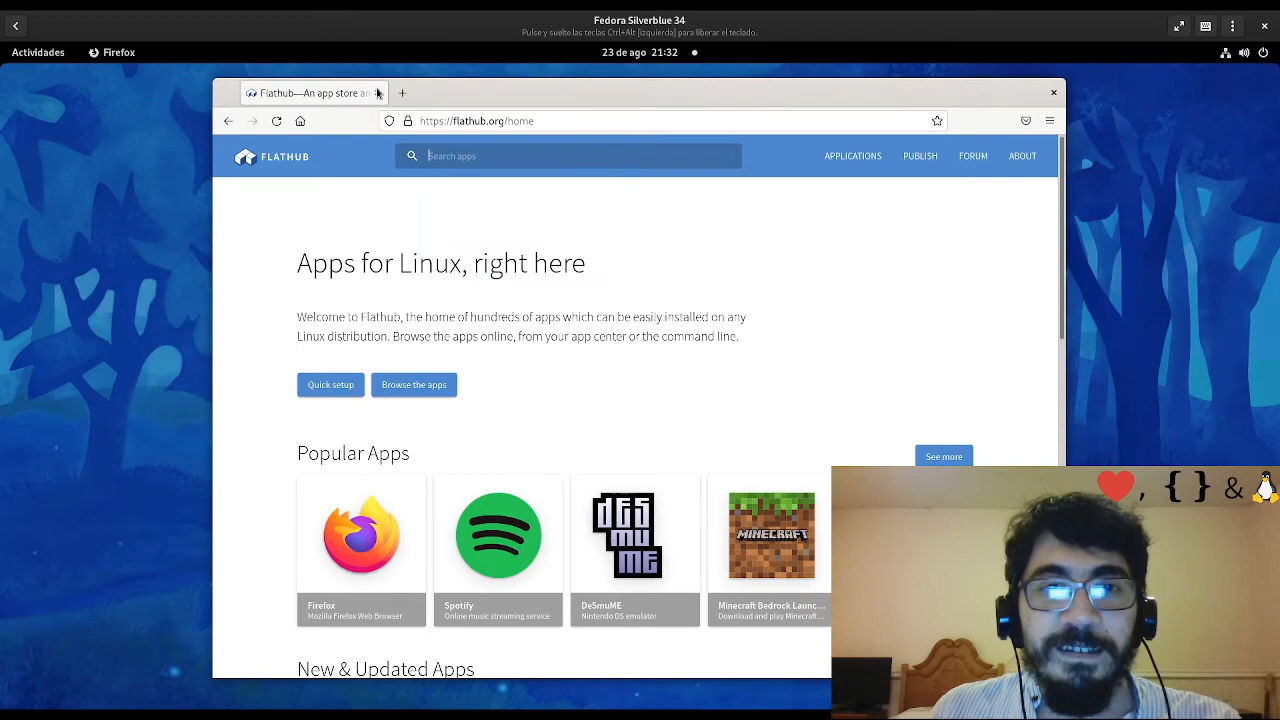 Fedora Silverblue 34
Pulse y suelte las teclas Ctrl+Alt [izquierda] para liberar el teclado.
Actividades Firefox 23 de ago 21:32
Flathub—An app store an
https://flathub.org/home
FLATHUB Search apps APPLICATIONS PUBLISH FORUM ABOUT
Apps for Linux, right here
Welcome to Flathub, the home of hundreds of apps which can be easily installed on any
Linux distribution. Browse the apps online, from your app center or the command line.
Quick setup Browse the apps
Popular Apps See more
DeSMUME MINECRAFT
Firefox Spotify DeSmuME Minecraft Bedrock Launc...
Mozilla Firefox Web Browser Online music streaming service Nintendo DS emulator Download and play Minecraft...
New & Updated Apps
, { } &